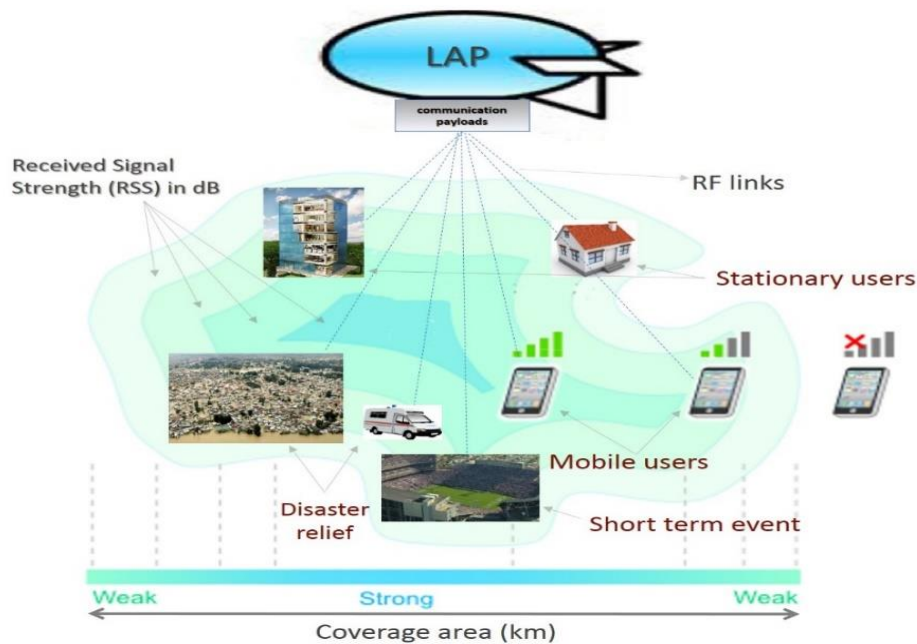 LAP
communication
payloads
Received Signal
Strength (RSS) in dB
RF links
Stationary users
Mobile users
Disaster
relief
Short term event
Weak
Strong
Weak
Coverage area (km)